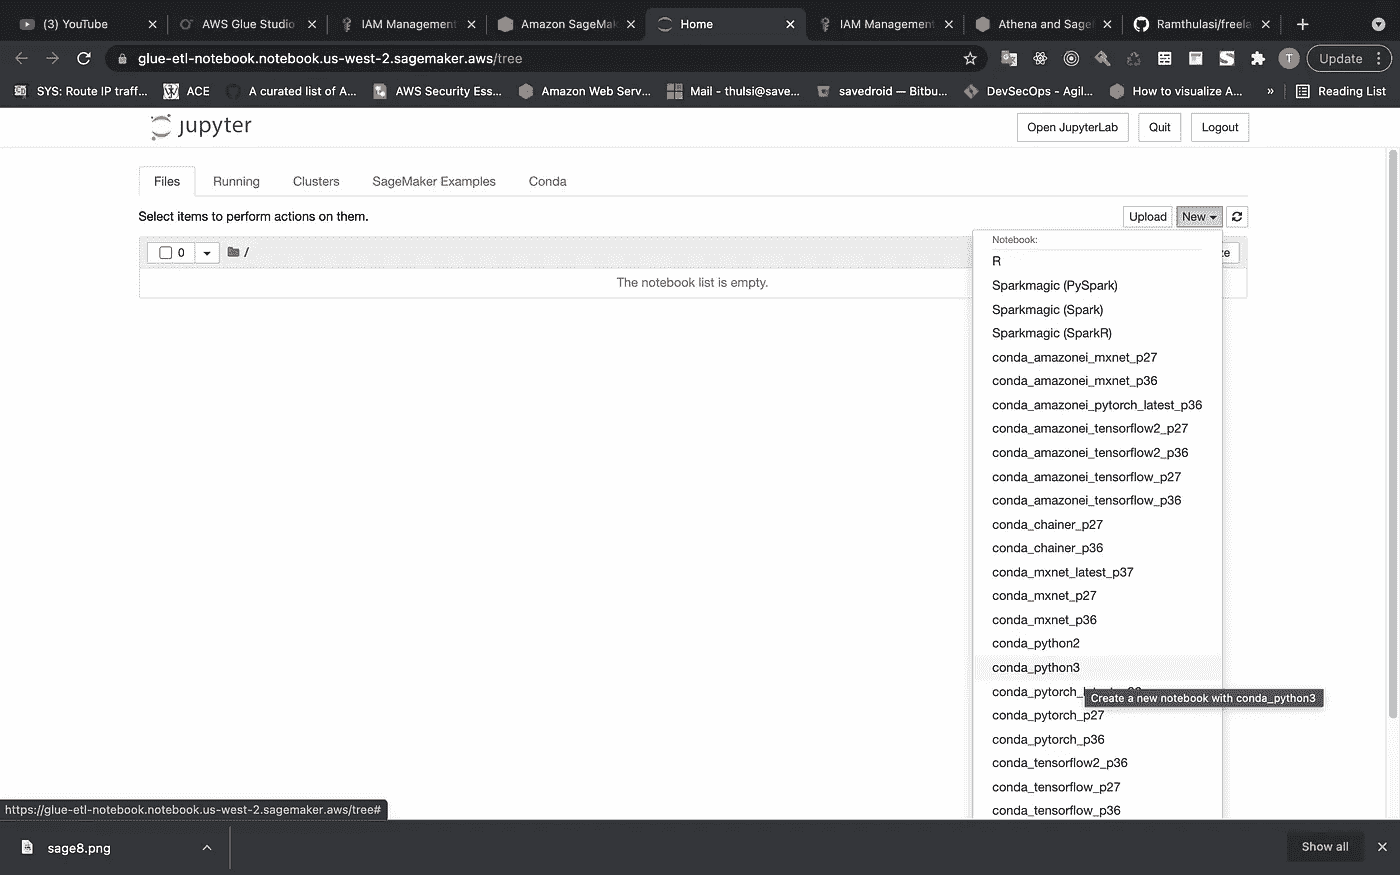 (3) YouTube
AWS Glue Studio
IAM Management
Amazon SageMa
Home
IAM Management
Athena and Sage
Ramthulasi/freela
glue-etl-notebook.notebook.us-west-2.sagemaker.aws/tree
T
Update
SYS: Route IP traff...
ACE
A curated list of A...
AWS Security Ess...
Amazon Web Serv...
Mail - thulsi@save...
savedroid — Bitbu...
DevSecOps - Agil...
How to visualize A...
»
Reading List
jupyter
Open JupyterLab
Quit
Logout
Files
Running
Clusters
SageMaker Examples
Conda
Select items to perform actions on them.
Upload
New
0
/
The notebook list is empty.
Notebook:
R
Sparkmagic (PySpark)
Sparkmagic (Spark)
Sparkmagic (SparkR)
conda_amazonei_mxnet_p27
conda_amazonei_mxnet_p36
conda_amazonei_pytorch_latest_p36
conda_amazonei_tensorflow2_p27
conda_amazonei_tensorflow2_p36
conda_amazonei_tensorflow_p27
conda_amazonei_tensorflow_p36
conda_chainer_p27
conda_chainer_p36
conda_mxnet_latest_p37
conda_mxnet_p27
conda_mxnet_p36
conda_python2
conda_python3
conda_pytorch_
Create a new notebook with conda_python3
conda_pytorch_p27
conda_pytorch_p36
conda_tensorflow2_p36
conda_tensorflow_p27
conda_tensorflow_p36
https://glue-etl-notebook.notebook.us-west-2.sagemaker.aws/tree#
sage8.png
Show all